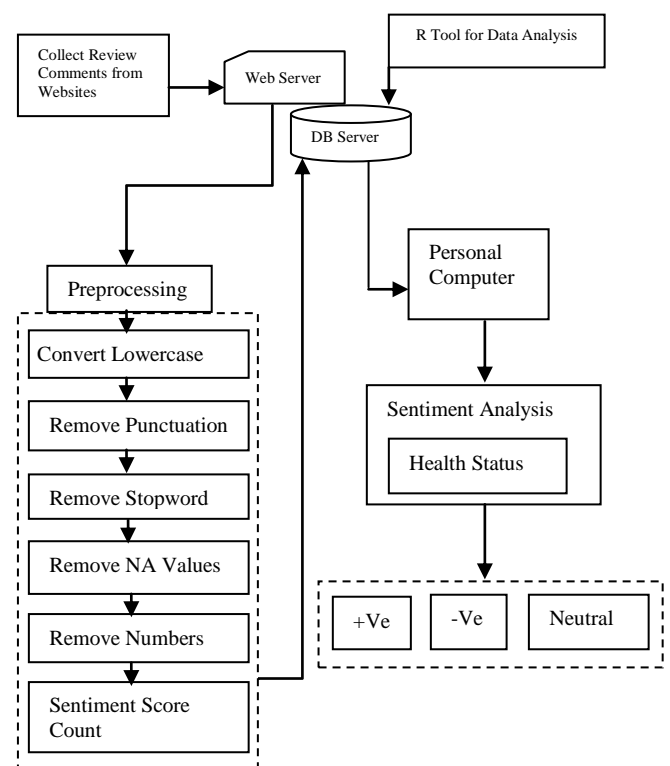 Collect Review
Comments from
Websites
Web Server
R Tool for Data Analysis
DB Server
Personal
Computer
Preprocessing
Convert Lowercase
Remove Punctuation
Remove Stopword
Remove NA Values
Remove Numbers
Sentiment Score
Count
Sentiment Analysis
Health Status
+Ve
-Ve
Neutral